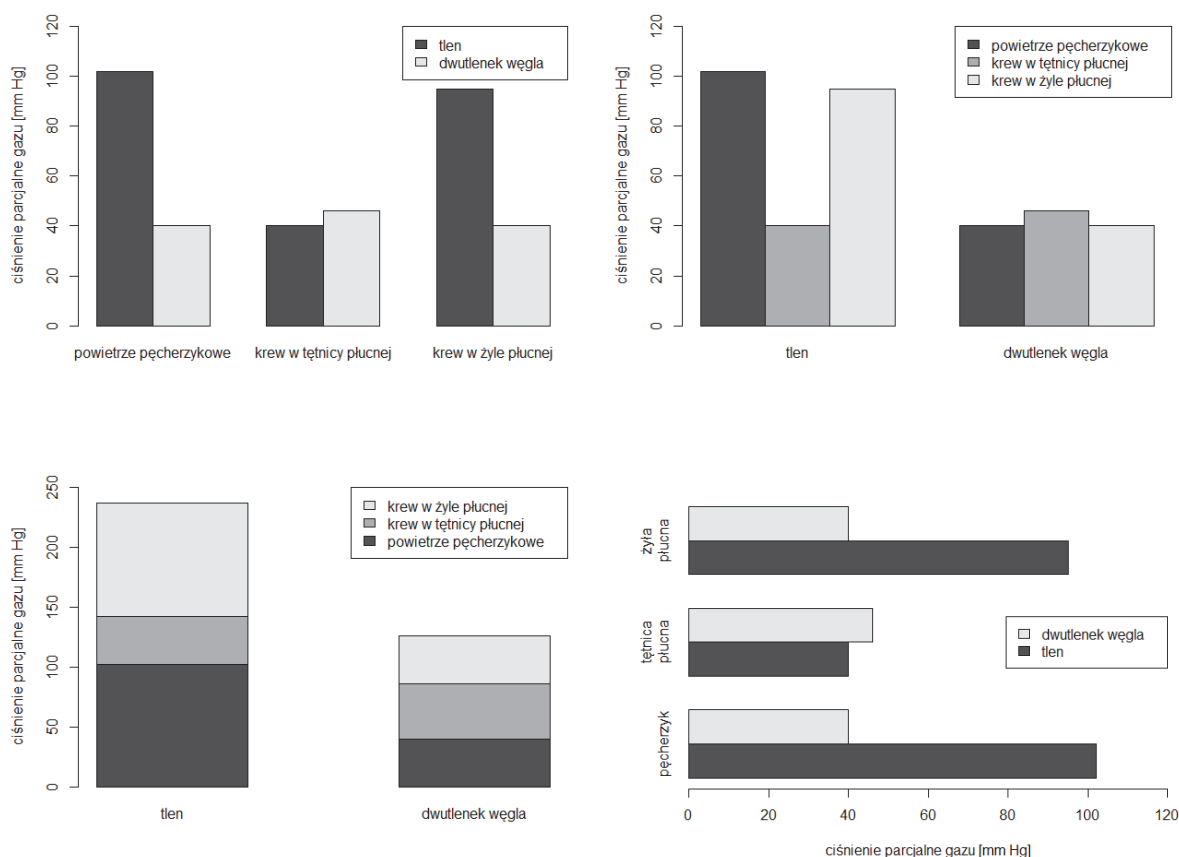 ciśnienie parcjalne gazu [mm Hg]
120
100
80
60
40
20
0
tlen
dwutlenek węgla
powietrze pęcherzykowe
krew w tętnicy płucnej
krew w żyle płucnej
ciśnienie parcjalne gazu [mm Hg]
120
100
80
60
40
20
0
powietrze pęcherzykowe
krew w tętnicy płucnej
krew w żyle płucnej
tlen
dwutlenek węgla
ciśnienie parcjalne gazu [mm Hg]
250
200
150
100
50
0
krew w żyle płucnej
krew w tętnicy płucnej
powietrze pęcherzykowe
tlen
dwutlenek węgla
żyła
płucna
tętnica
płucna
pęcherzyk
dwutlenek węgla
tlen
0 20 40 60 80 100 120
ciśnienie parcjalne gazu [mm Hg]